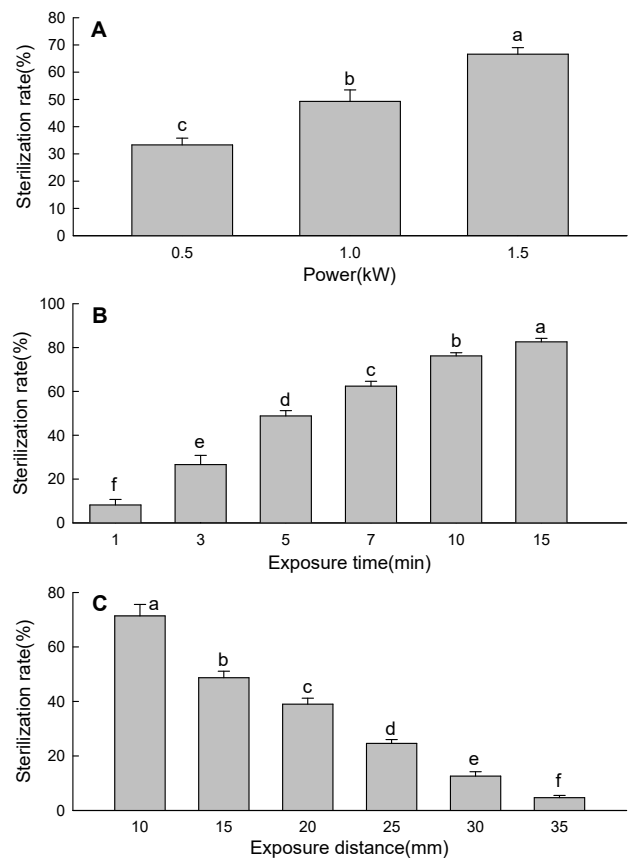 A
Sterilization rate(%)
80
70
60
50
40
30
20
10
0
c
b
a
0.5 1.0 1.5
Power(kW)
B
Sterilization rate(%)
100
80
60
40
20
0
f
e
d
c
b
a
1 3 5 7 10 15
Exposure time(min)
C
Sterilization rate(%)
80
60
40
20
0
a
b
c
d
e
f
10 15 20 25 30 35
Exposure distance(mm)